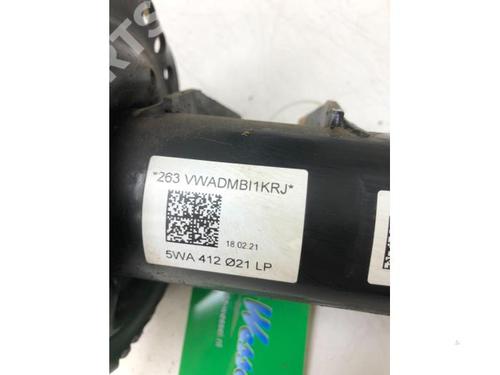 *263 VWADMBI1KRJ*
18.02.21
5WA 412 Ø21 LP